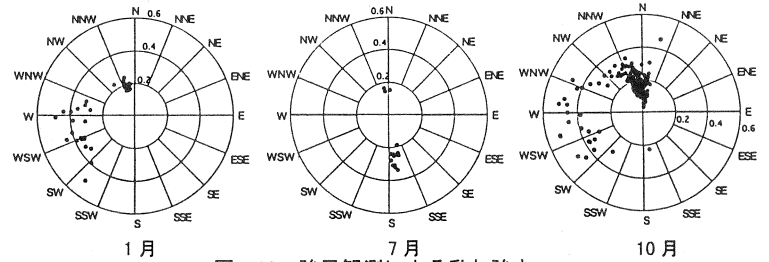 N 0.6
NNE
NE
ENE
E
ESE
SE
SSE
S
SSW
SW
WSW
W
WNW
NW
NNW
0.4
0.2
1月
0.6 N
NNE
NE
ENE
E
ESE
SE
SSE
S
SSW
SW
WSW
W
WNW
NW
NNW
0.4
0.2
7月
N
NNE
NE
ENE
E
ESE
SE
SSE
S
SSW
SW
WSW
W
WNW
NW
NNW
0.2 0.4 0.6
10月